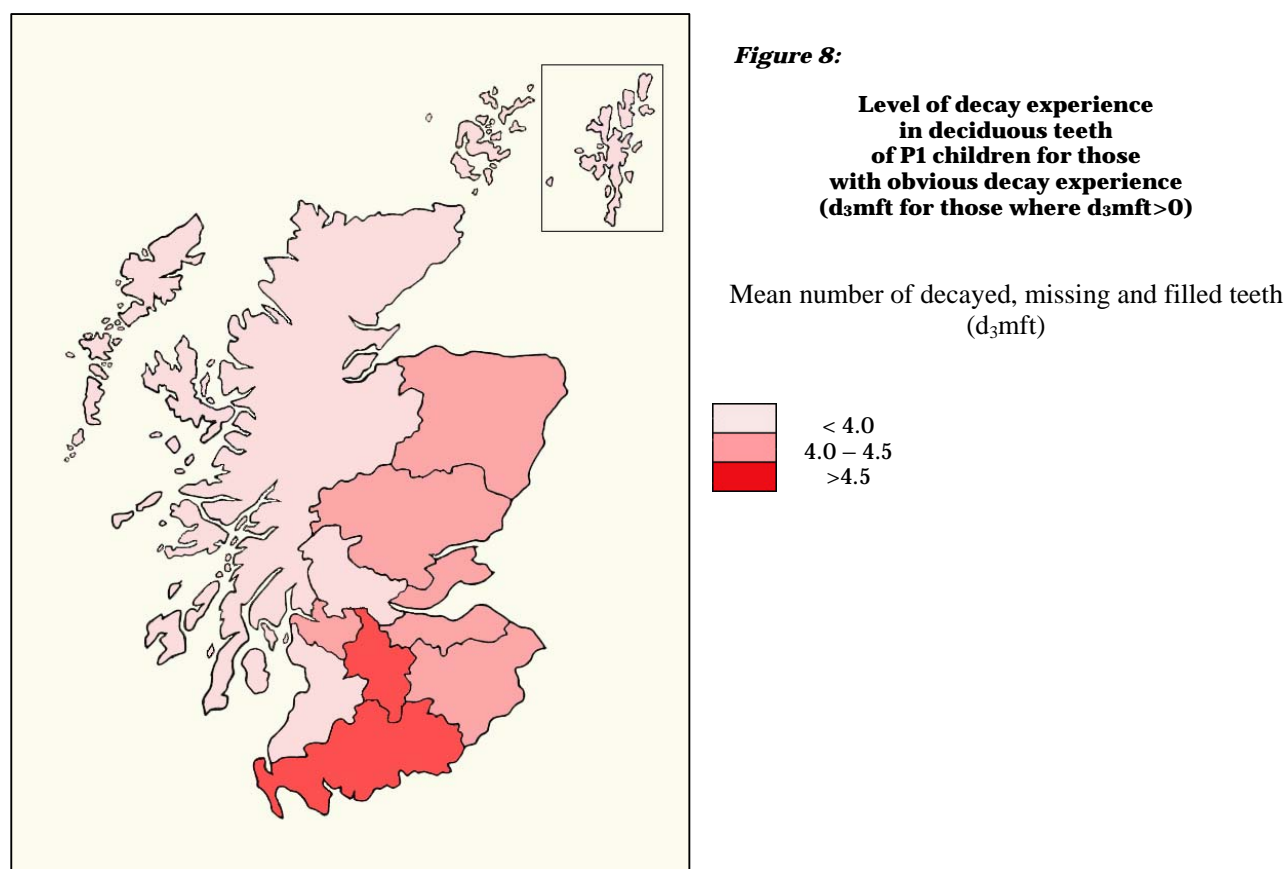 Figure 8:
Level of decay experience
in deciduous teeth
of P1 children for those
with obvious decay experience
(d₃mft for those where d₃mft>0)
Mean number of decayed, missing and filled teeth
(d₃mft)
< 4.0
4.0 – 4.5
>4.5